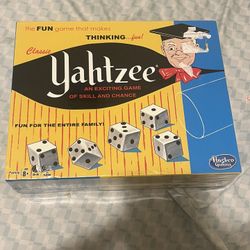 the FUN game that makes
THINKING...fun!
Classic
Yahtzee®
AN EXCITING GAME
OF SKILL AND CHANCE
FUN FOR THE ENTIRE FAMILY!
8+
Hasbro
Gaming